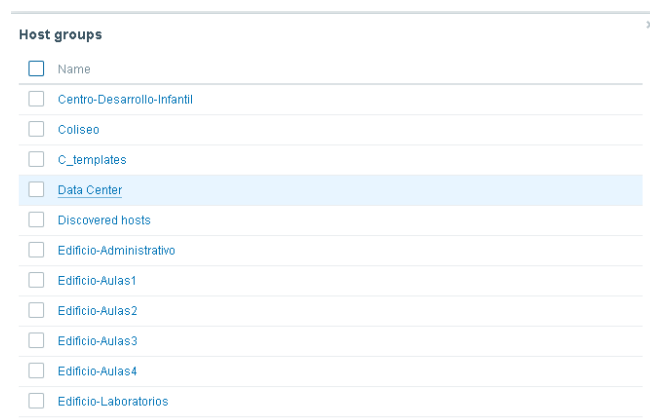 Host groups
Name
Centro-Desarrollo-Infantil
Coliseo
C_templates
Data Center
Discovered hosts
Edificio-Administrativo
Edificio-Aulas1
Edificio-Aulas2
Edificio-Aulas3
Edificio-Aulas4
Edificio-Laboratorios